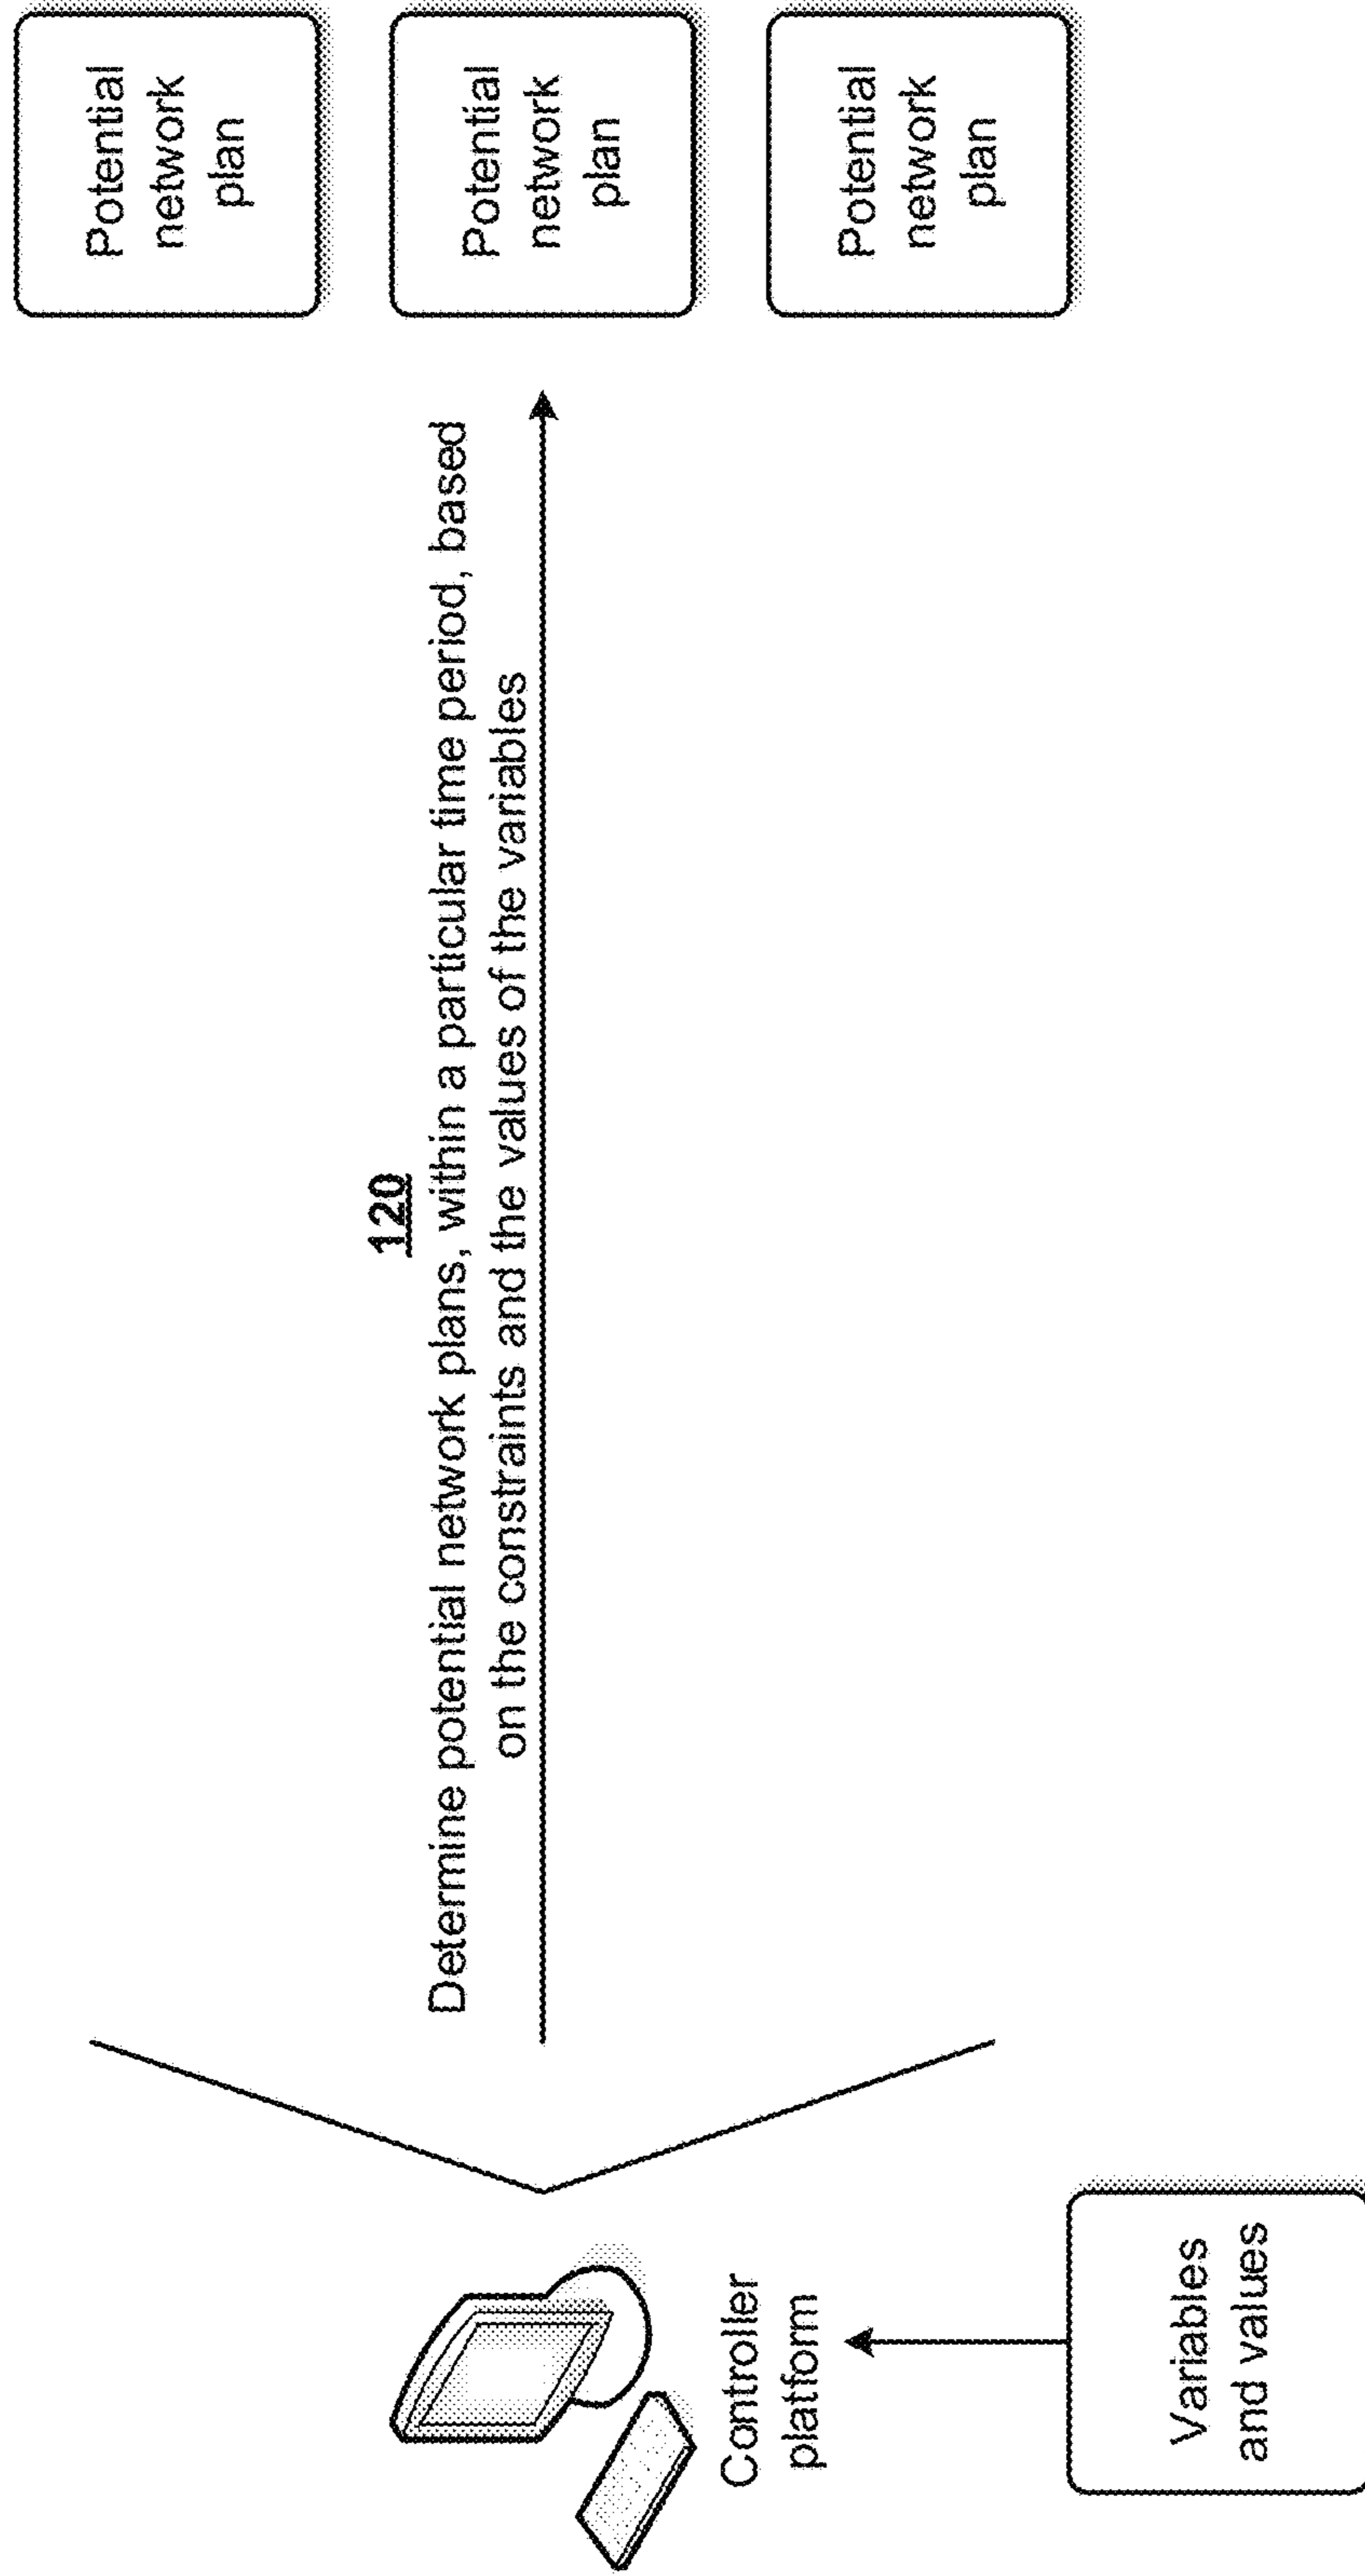 120
Determine potential network plans, within a particular time period, based
on the constraints and the values of the variables
Potential
network
plan
Potential
network
plan
Potential
network
plan
Controller
platform
Variables
and values